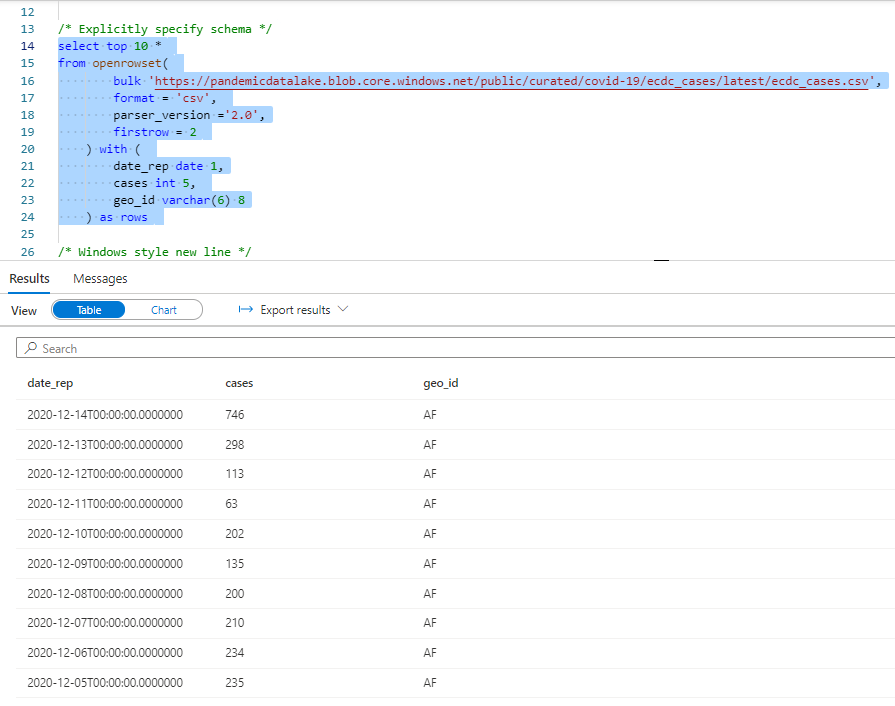 12
13 /* Explicitly specify schema */
14 select top 10 *
15 from openrowset(
16 bulk 'https://pandemicdatalake.blob.core.windows.net/public/curated/covid-19/ecdc_cases/latest/ecdc_cases.csv',
17 format = 'csv',
18 parser_version ='2.0',
19 firstrow = 2
20 ) with (
21 date_rep date 1,
22 cases int 5,
23 geo_id varchar(6) 8
24 ) as rows
25
26 /* Windows style new line */
Results Messages
View Table Chart Export results
Search
date_rep cases geo_id
2020-12-14T00:00:00.0000000 746 AF
2020-12-13T00:00:00.0000000 298 AF
2020-12-12T00:00:00.0000000 113 AF
2020-12-11T00:00:00.0000000 63 AF
2020-12-10T00:00:00.0000000 202 AF
2020-12-09T00:00:00.0000000 135 AF
2020-12-08T00:00:00.0000000 200 AF
2020-12-07T00:00:00.0000000 210 AF
2020-12-06T00:00:00.0000000 234 AF
2020-12-05T00:00:00.0000000 235 AF